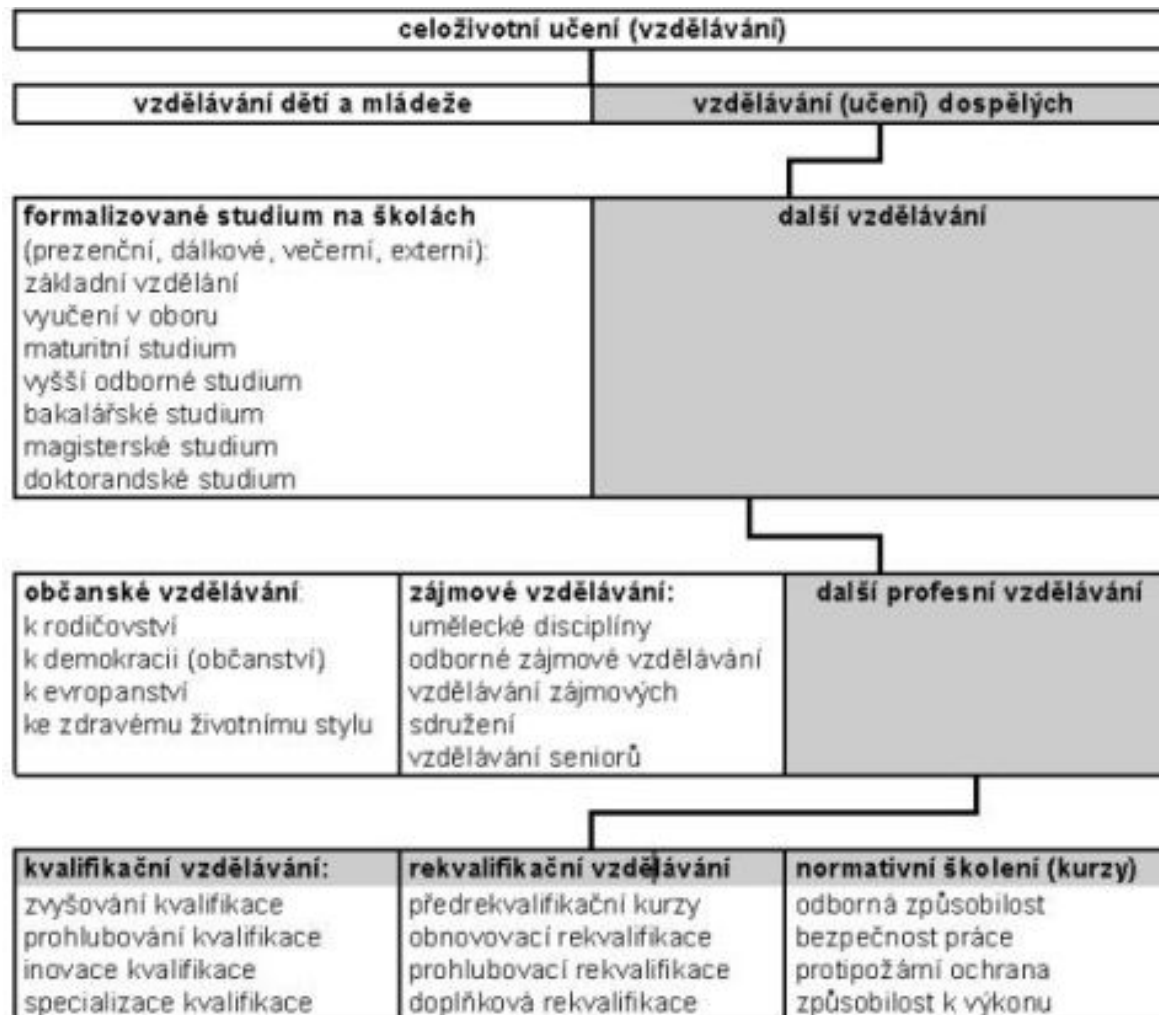 celoživotní učení (vzdělávání)
vzdělávání dětí a mládeže
vzdělávání (učení) dospělých
formalizované studium na školách
(prezenční, dálkové, večerní, externí):
základní vzdělání
vyučení v oboru
maturitní studium
vyšší odborné studium
bakalářské studium
magisterské studium
doktorandské studium
další vzdělávání
občanské vzdělávání:
k rodičovství
k demokracii (občanství)
k evropanství
ke zdravému životnímu stylu
zájmové vzdělávání:
umělecké disciplíny
odborné zájmové vzdělávání
vzdělávání zájmových
sdružení
vzdělávání seniorů
další profesní vzdělávání
kvalifikační vzdělávání:
zvyšování kvalifikace
prohlubování kvalifikace
inovace kvalifikace
specializace kvalifikace
rekvalifikační vzdělávání
předrekvalifikační kurzy
obnovovací rekvalifikace
prohlubovací rekvalifikace
doplňková rekvalifikace
normativní školení (kurzy)
odborná způsobilost
bezpečnost práce
protipožární ochrana
způsobilost k výkonu